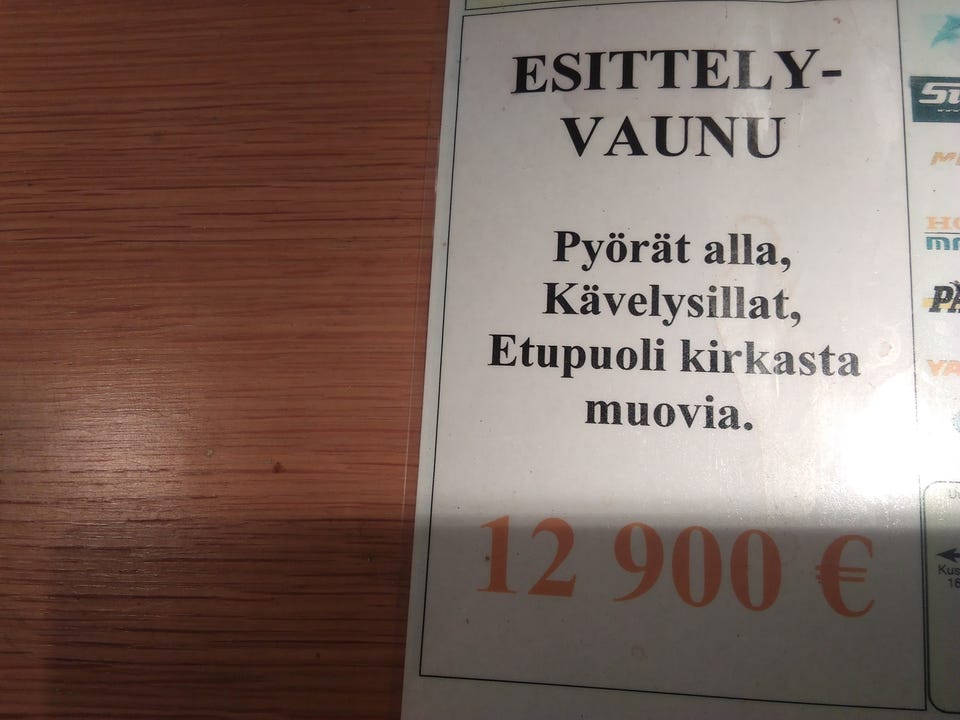 ESITTELY-
VAUNU
Pyörät alla,
Kävelysillat,
Etupuoli kirkasta
muovia.
12 900 €